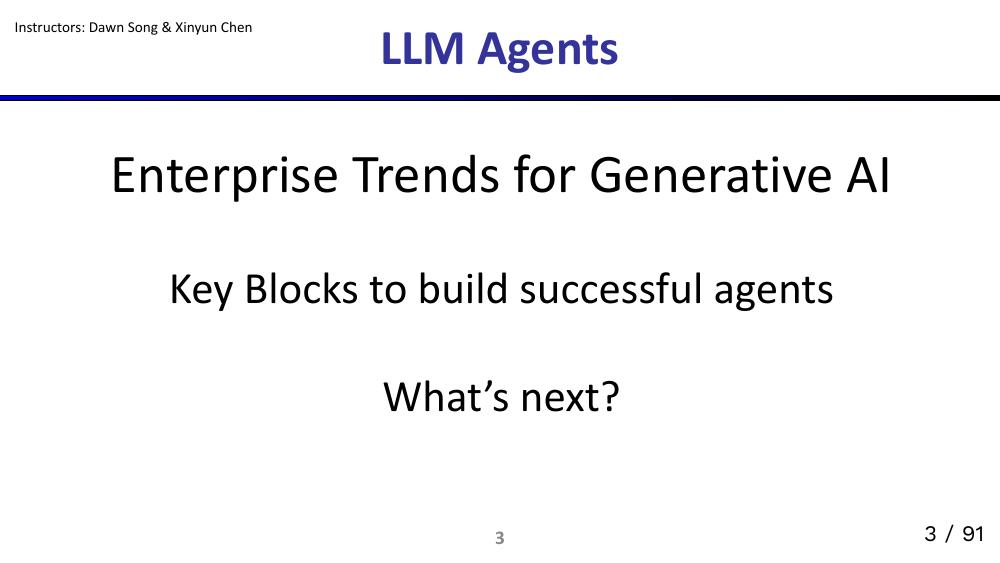 Instructors: Dawn Song & Xinyun Chen
LLM Agents
Enterprise Trends for Generative AI
Key Blocks to build successful agents
What’s next?
3
3 / 91